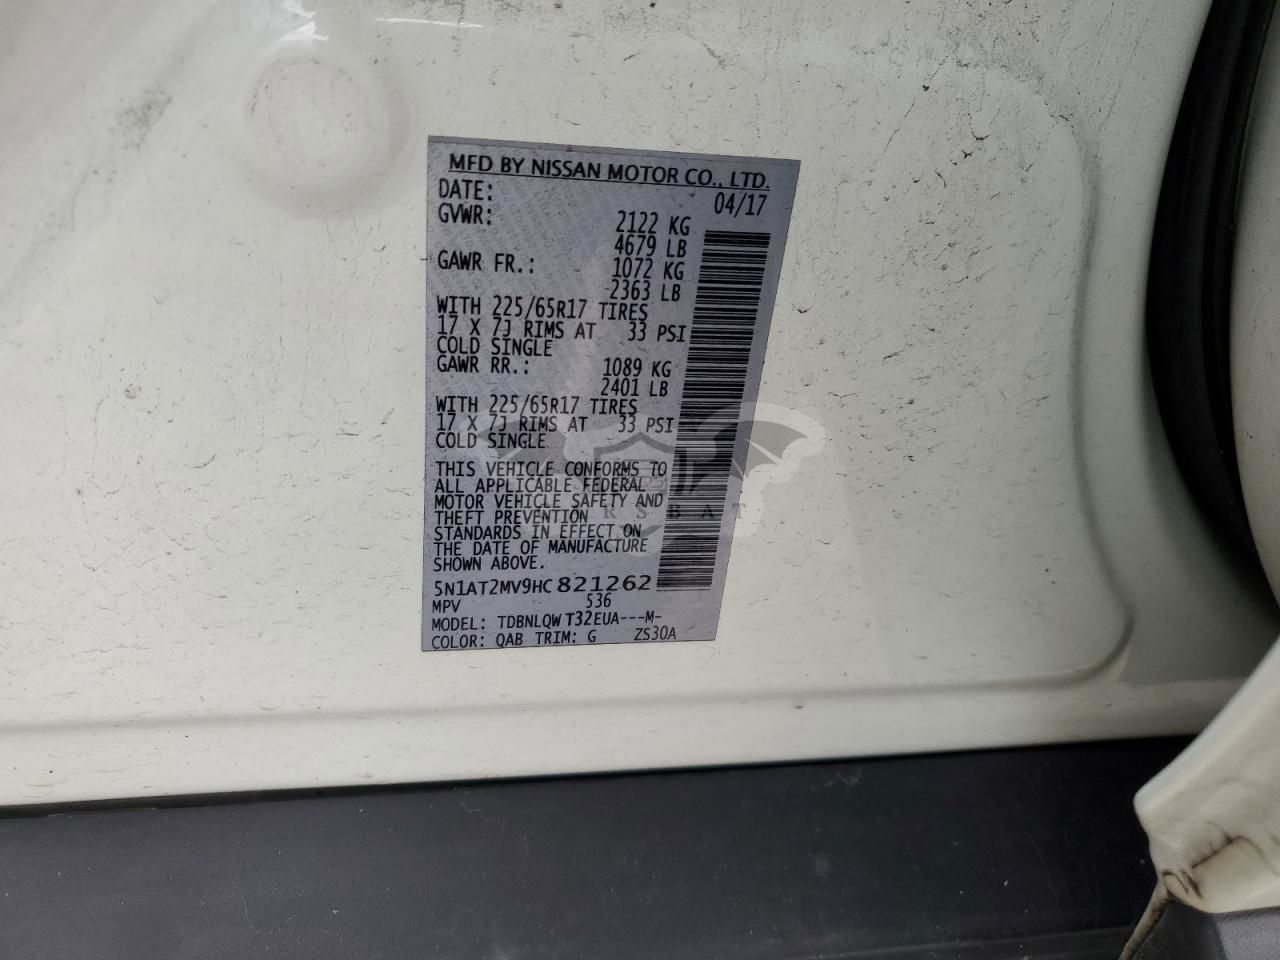 MFD BY NISSAN MOTOR CO., LTD.
DATE: 04/17
GVWR: 2122 KG
4679 LB
GAWR FR.: 1072 KG
2363 LB
WITH 225/65R17 TIRES
17 X 7J RIMS AT 33 PSI
COLD SINGLE
GAWR RR.: 1089 KG
2401 LB
WITH 225/65R17 TIRES
17 X 7J RIMS AT 33 PSI
COLD SINGLE
THIS VEHICLE CONFORMS TO
ALL APPLICABLE FEDERAL
MOTOR VEHICLE SAFETY AND
THEFT PREVENTION
STANDARDS IN EFFECT ON
THE DATE OF MANUFACTURE
SHOWN ABOVE.
5N1AT2MV9HC821262
MPV 536
MODEL: TDBNLQW T32EUA---M-
COLOR: QAB TRIM: G ZS30A